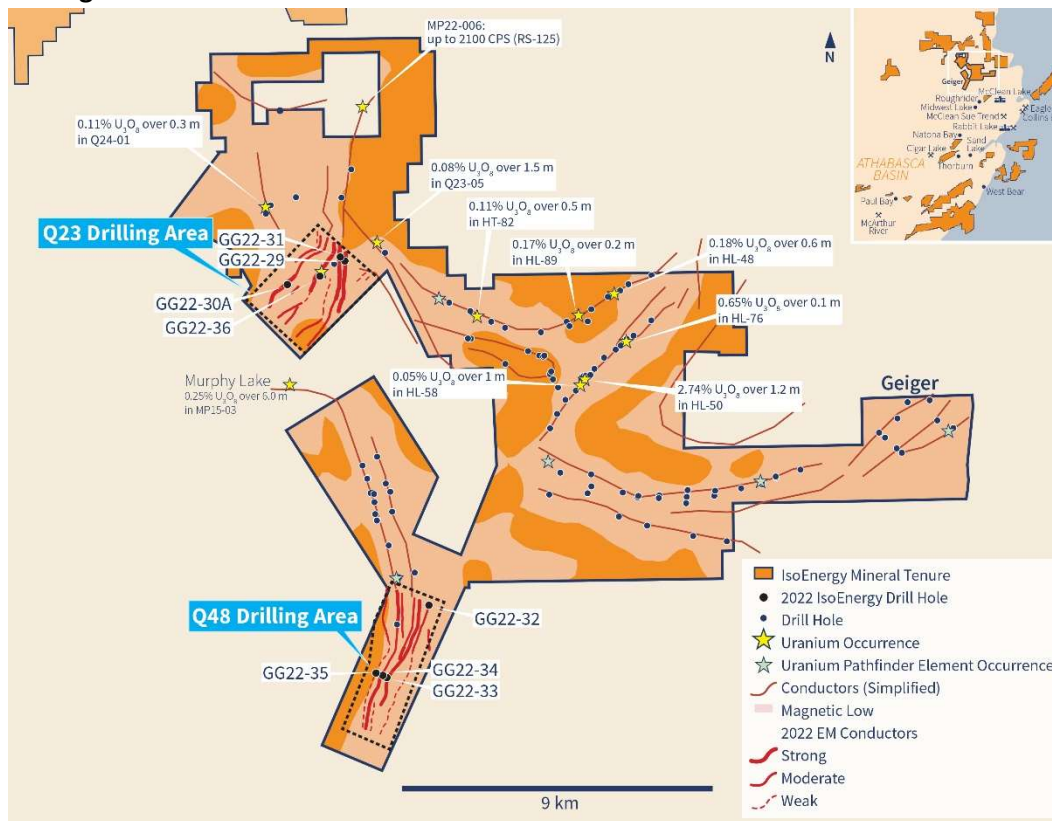 MP22-006:
up to 2100 CPS (RS-125)
N
0.11% U₃O₈ over 0.3 m
in Q24-01
0.08% U₃O₈ over 1.5 m
in Q23-05
0.11% U₃O₈ over 0.5 m
in HT-82
0.17% U₃O₈ over 0.2 m
in HL-89
0.18% U₃O₈ over 0.6 m
in HL-48
0.65% U₃O₈ over 0.1 m
in HL-76
Q23 Drilling Area
GG22-31
GG22-29
GG22-30A
GG22-36
Murphy Lake
0.25% U₃O₈ over 6.0 m
in MP15-03
0.05% U₃O₈ over 1 m
in HL-58
2.74% U₃O₈ over 1.2 m
in HL-50
Geiger
Q48 Drilling Area
GG22-32
GG22-35
GG22-34
GG22-33
9 km
Geiger
McClean Lake
Roughrider
Midwest Lake
McClean Sue Trend
Eagle
Collins
Rabbit Lake
Natona Bay
Sand
Lake
Cigar Lake
Thorburn
ATHABASCA
BASIN
West Bear
Paul Bay
McArthur
River
IsoEnergy Mineral Tenure
2022 IsoEnergy Drill Hole
Drill Hole
Uranium Occurrence
Uranium Pathfinder Element Occurrence
Conductors (Simplified)
Magnetic Low
2022 EM Conductors
Strong
Moderate
Weak